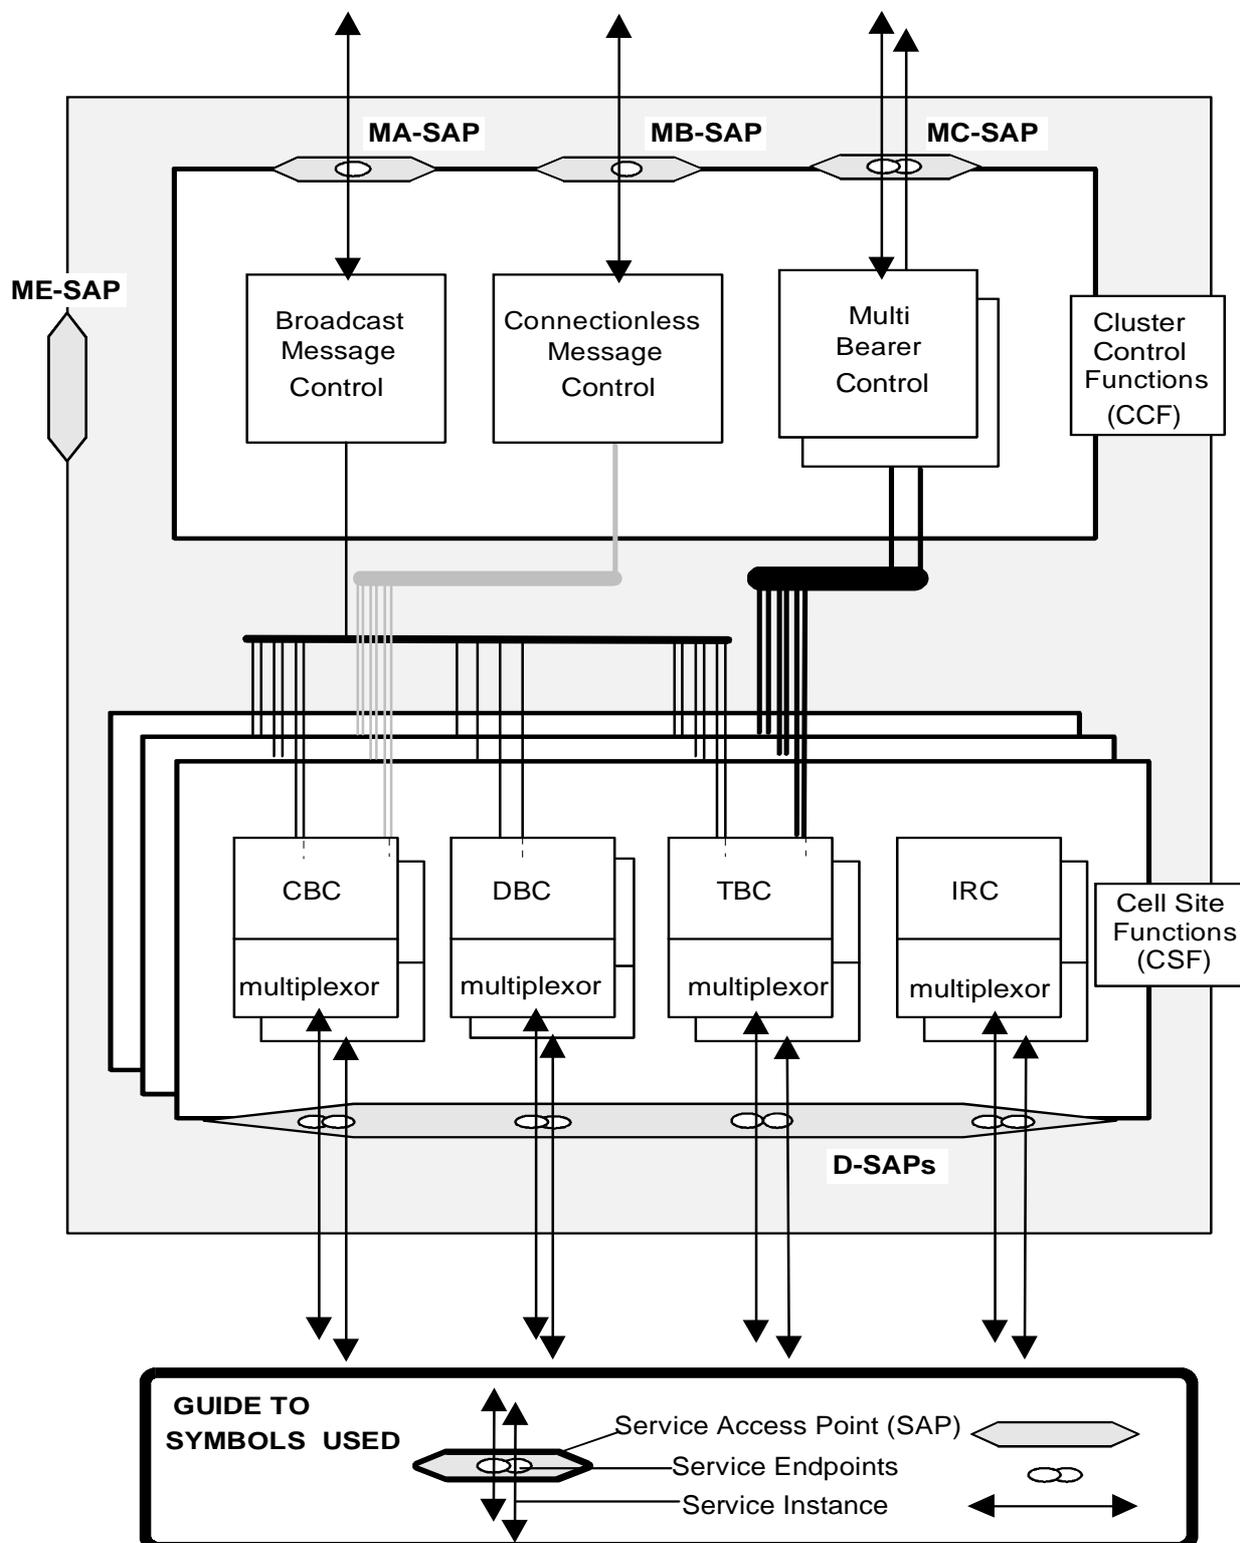 MA-SAP
MB-SAP
MC-SAP
ME-SAP
Broadcast
Message
Control
Connectionless
Message
Control
Multi
Bearer
Control
Cluster
Control
Functions
(CCF)
CBC
multiplexor
DBC
multiplexor
TBC
multiplexor
IRC
multiplexor
Cell Site
Functions
(CSF)
D-SAPs
GUIDE TO
SYMBOLS USED
Service Access Point (SAP)
Service Endpoints
Service Instance